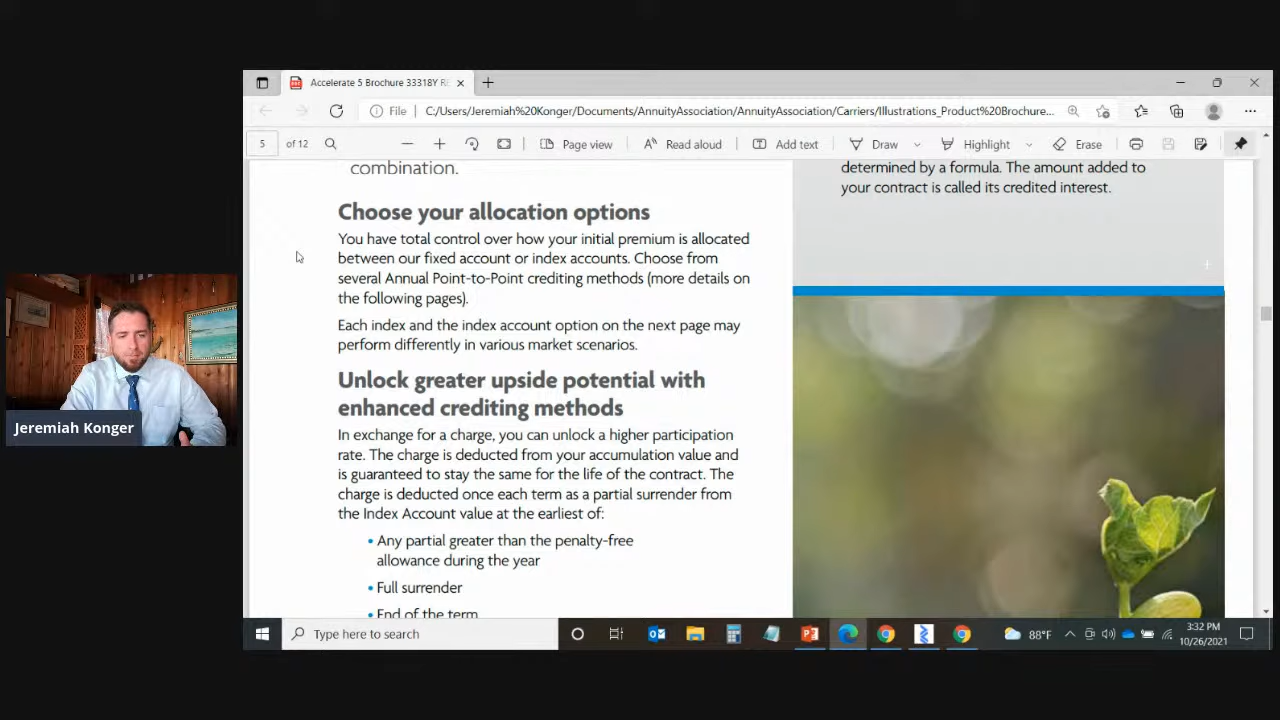 Accelerate 5 Brochure 33318Y RE
File
C:/Users/Jeremiah%20Konger/Documents/AnnuityAssociation/AnnuityAssociation/Carriers/Illustrations_Product%20Brochure...
5 of 12
Page view
Read aloud
Add text
Draw
Highlight
Erase
combination.
Choose your allocation options
You have total control over how your initial premium is allocated
between our fixed account or index accounts. Choose from
several Annual Point-to-Point crediting methods (more details on
the following pages).
Each index and the index account option on the next page may
perform differently in various market scenarios.
Unlock greater upside potential with
enhanced crediting methods
In exchange for a charge, you can unlock a higher participation
rate. The charge is deducted from your accumulation value and
is guaranteed to stay the same for the life of the contract. The
charge is deducted once each term as a partial surrender from
the Index Account value at the earliest of:
• Any partial greater than the penalty-free
allowance during the year
• Full surrender
• End of the term
determined by a formula. The amount added to
your contract is called its credited interest.
Jeremiah Konger
Type here to search
88°F
3:32 PM
10/26/2021